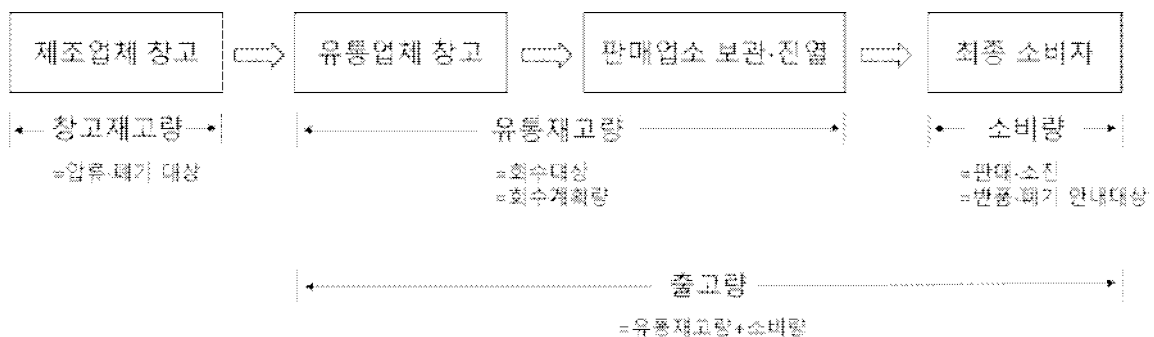 제조업체 창고
유통업체 창고
판매업소 보관·진열
최종 소비자
창고재고량
유통재고량
소비량
=압류·폐기 대상
=회수대상
=회수계획량
=판매·소진
=반품·폐기 안내대상
출고량
=유통재고량+소비량